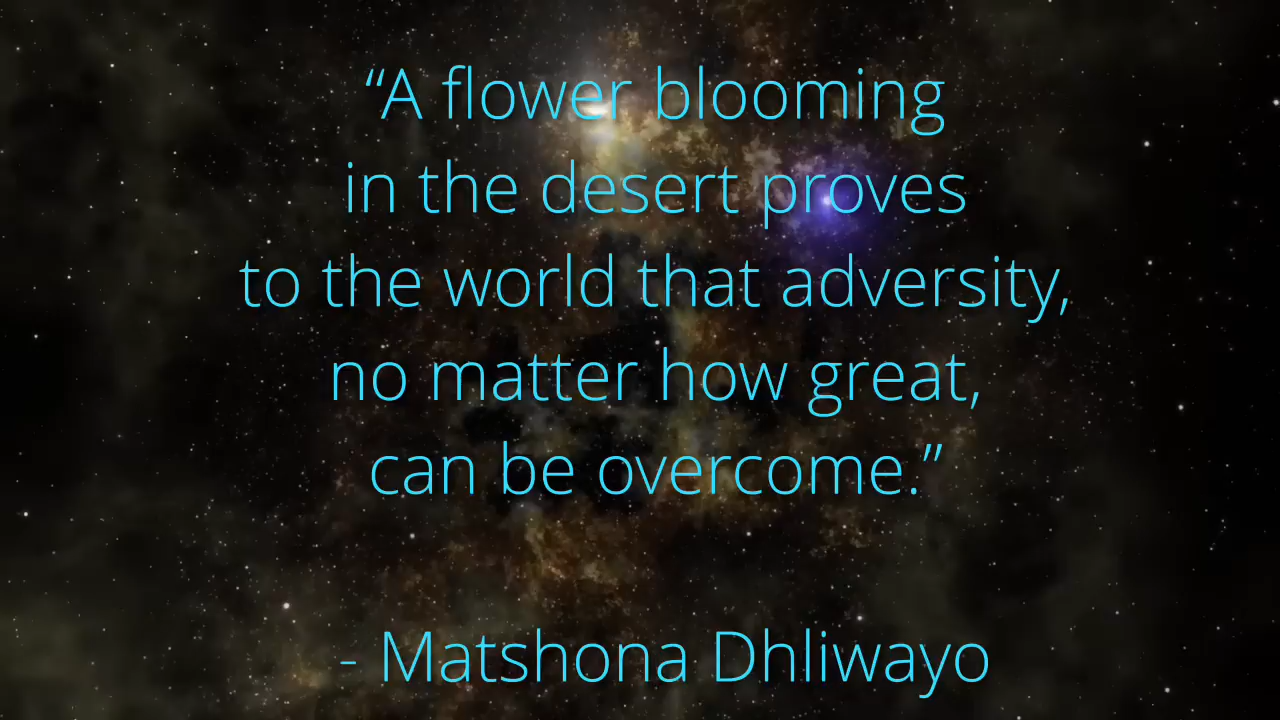 “A flower blooming
in the desert proves
to the world that adversity,
no matter how great,
can be overcome.”
- Matshona Dhliwayo